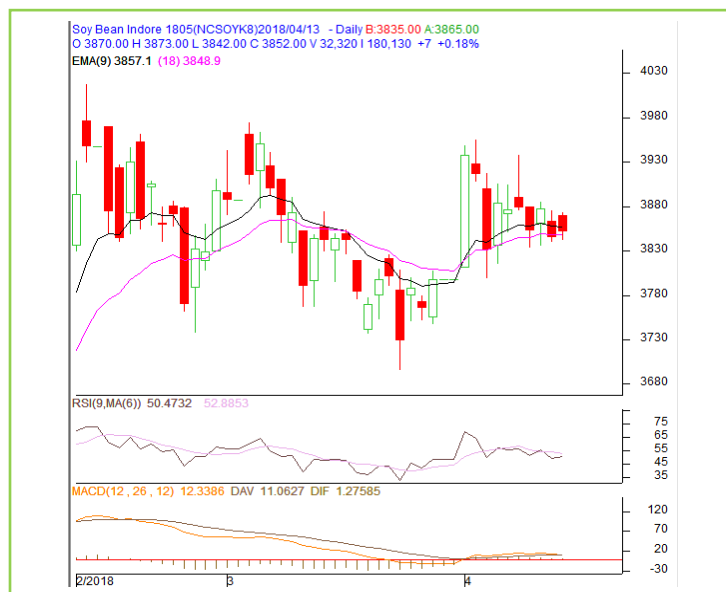 Soy Bean Indore 1805(NCSOYK8)2018/04/13 - Daily B:3835.00 A:3865.00
O 3870.00 H 3873.00 L 3842.00 C 3852.00 V 32,320 I 180,130 +7 +0.18%
EMA(9) 3857.1 (18) 3848.9
4030
3980
3930
3880
3830
3780
3730
3680
RSI(9,MA(6)) 50.4732 52.8853
75
65
55
45
35
MACD(12 , 26 , 12) 12.3386 DAV 11.0627 DIF 1.27585
120
70
20
-30
2/2018 3 4